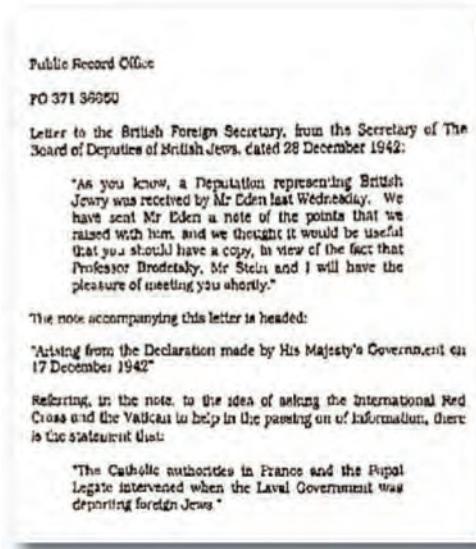 Public Record Office
FO 371 36650
Letter to the British Foreign Secretary, from the Secretary of The
Board of Deputies of British Jews, dated 28 December 1942:
"As you know, a Deputation representing British
Jewry was received by Mr Eden last Wednesday. We
have sent Mr Eden a note of the points that we
raised with him, and we thought it would be useful
that you should have a copy, in view of the fact that
Professor Brodetsky, Mr Stein and I will have the
pleasure of meeting you shortly."
The note accompanying this letter is headed:
"Arising from the Declaration made by His Majesty's Government on
17 December 1942"
Referring, in the note, to the idea of asking the International Red
Cross and the Vatican to help in the passing on of information, there
is the statement that:
"The Catholic authorities in France and the Papal
Legate intervened when the Laval Government was
deporting foreign Jews."